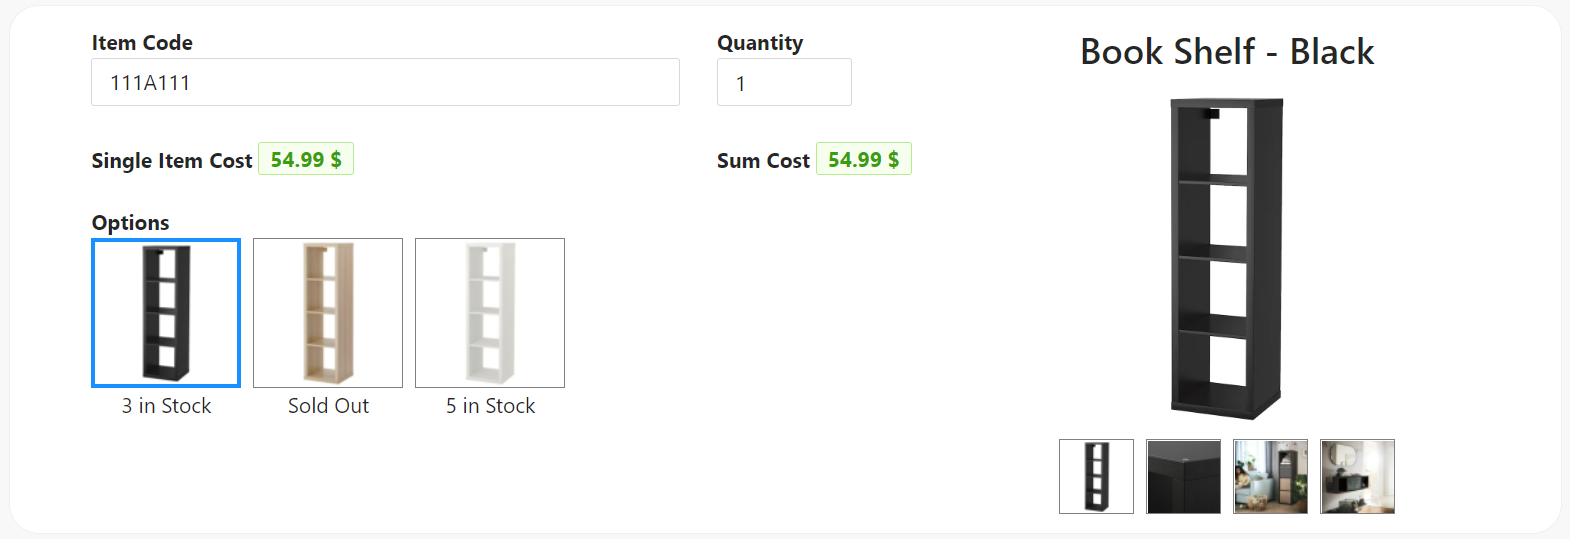 Item Code
111A111
Quantity
1
Single Item Cost 54.99 $
Sum Cost 54.99 $
Options
3 in Stock
Sold Out
5 in Stock
Book Shelf - Black